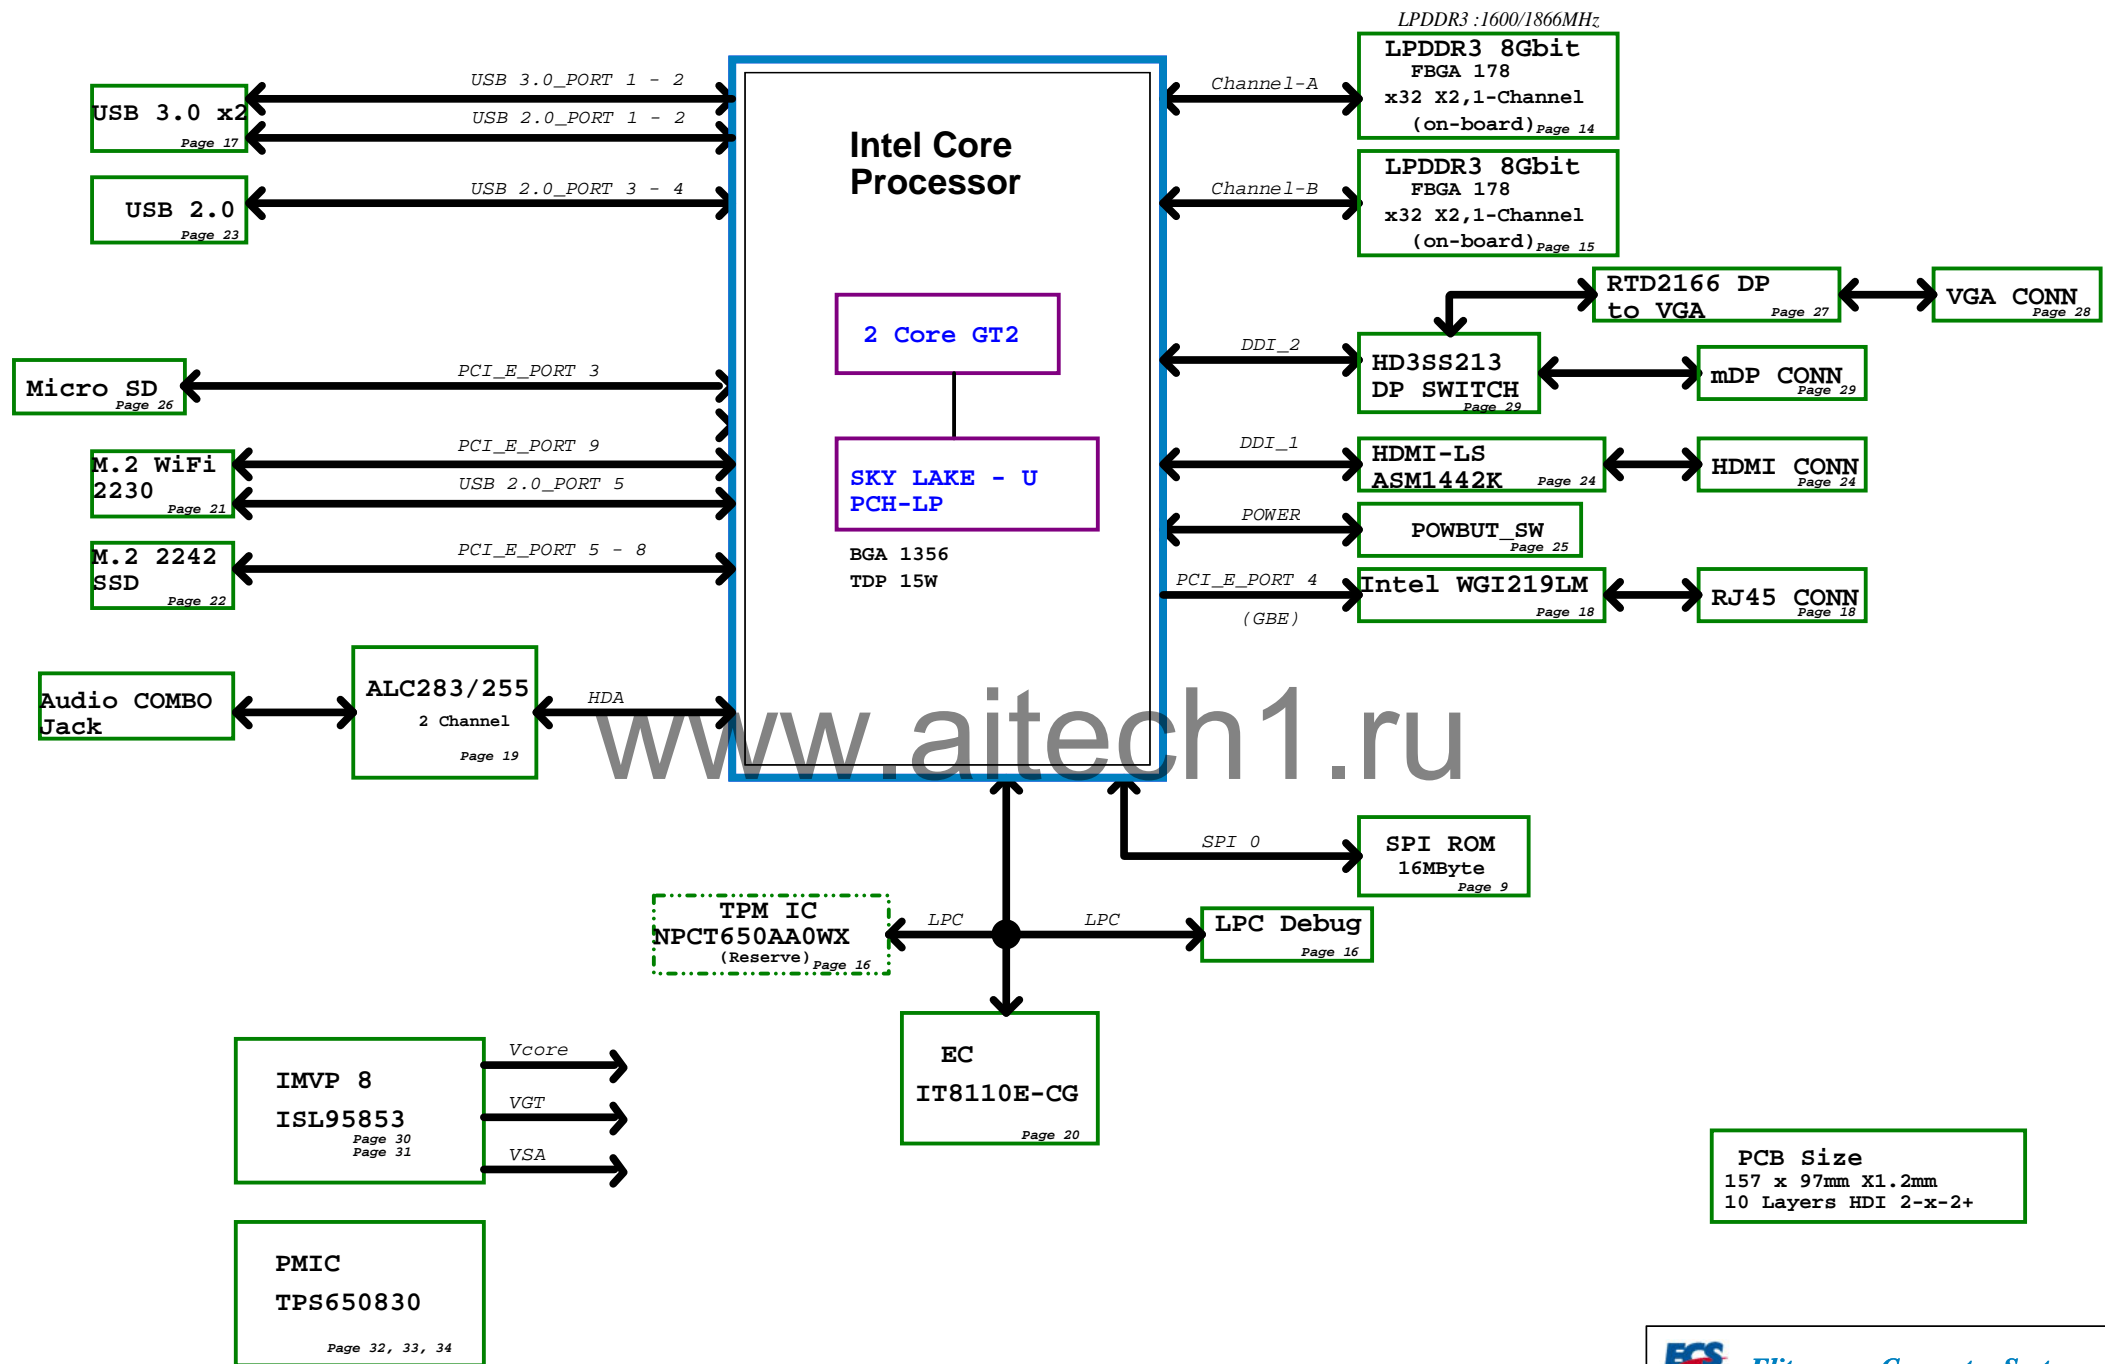 LPDDR3 :1600/1866MHz
USB 3.0 x2
Page 17
USB 3.0_PORT 1 - 2
USB 2.0_PORT 1 - 2
USB 2.0
Page 23
USB 2.0_PORT 3 - 4
Micro SD
Page 26
PCI_E_PORT 3
M.2 WiFi
2230
Page 21
PCI_E_PORT 9
USB 2.0_PORT 5
M.2 2242
SSD
Page 22
PCI_E_PORT 5 - 8
Audio COMBO
Jack
ALC283/255
2 Channel
Page 19
HDA
Intel Core
Processor
2 Core GT2
SKY LAKE - U
PCH-LP
BGA 1356
TDP 15W
Channel-A
LPDDR3 8Gbit
FBGA 178
x32 X2,1-Channel
(on-board)
Page 14
Channel-B
LPDDR3 8Gbit
FBGA 178
x32 X2,1-Channel
(on-board)
Page 15
RTD2166 DP
to VGA
Page 27
VGA CONN
Page 28
DDI_2
HD3SS213
DP SWITCH
Page 29
mDP CONN
Page 29
DDI_1
HDMI-LS
ASM1442K
Page 24
HDMI CONN
Page 24
POWER
POWBUT_SW
Page 25
PCI_E_PORT 4
(GBE)
Intel WGI219LM
Page 18
RJ45 CONN
Page 18
www.aitech1.ru
SPI 0
SPI ROM
16MByte
Page 9
TPM IC
NPCT650AA0WX
(Reserve)
Page 16
LPC
LPC
LPC Debug
Page 16
EC
IT8110E-CG
Page 20
IMVP 8
ISL95853
Page 30
Page 31
Vcore
VGT
VSA
PMIC
TPS650830
Page 32, 33, 34
PCB Size
157 x 97mm X1.2mm
10 Layers HDI 2-x-2+
ECS